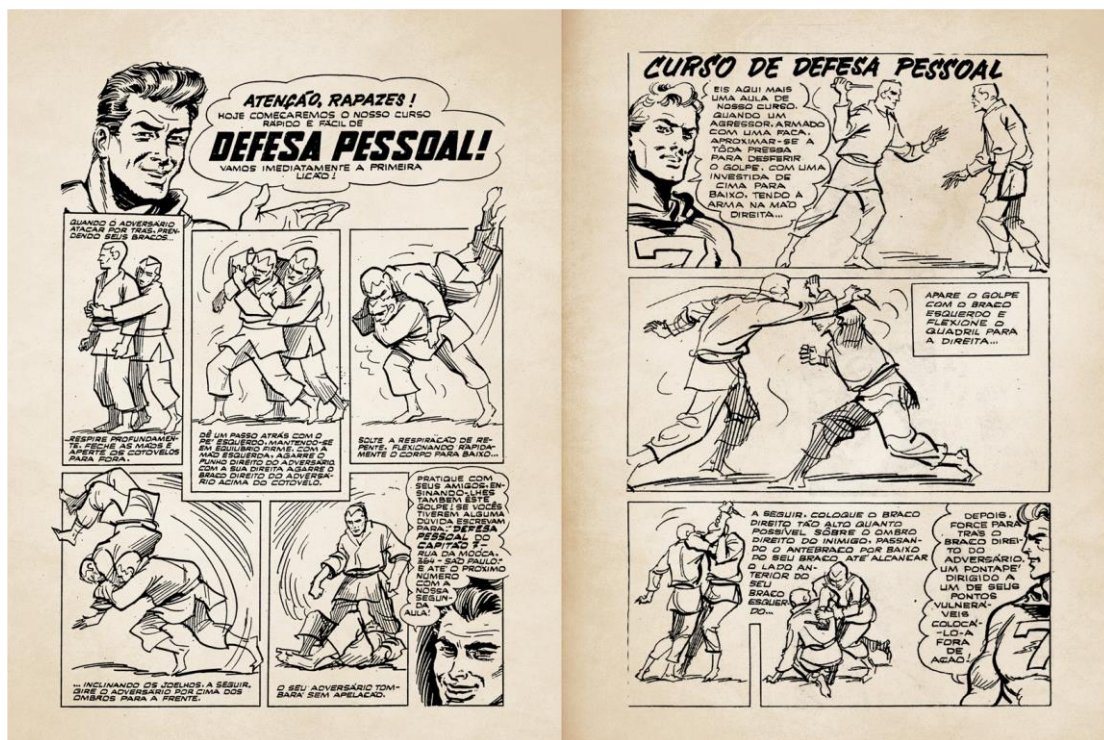 ATENÇÃO, RAPAZES!
HOJE COMEÇAREMOS O NOSSO CURSO
RÁPIDO E FÁCIL DE
DEFESA PESSOAL!
VAMOS IMEDIATAMENTE A PRIMEIRA
LIÇÃO!
QUANDO O ADVERSÁRIO
ATACAR POR TRÁS, PREN-
DENDO SEUS BRAÇOS...
-RESPIRE PROFUNDAMEN-
TE. FECHE AS MÃOS E
APERTE OS COTOVELOS
PARA FORA.
DÊ UM PASSO ATRÁS COM O
PÉ ESQUERDO, MANTENDO-SE
EM EQUILÍBRIO FIRME. COM A
MÃO ESQUERDA, AGARRE O
PUNHO DIREITO DO ADVERSÁRIO
COM A SUA DIREITA AGARRE O
BRAÇO DIREITO DO ADVERSÁ-
RIO ACIMA DO COTOVELO.
SOLTE A RESPIRAÇÃO DE RE-
PENTE, FLEXIONANDO RAPIDA-
MENTE O CORPO PARA BAIXO...
... INCLINANDO OS JOELHOS. A SEGUIR,
GIRE O ADVERSÁRIO POR CIMA DOS
OMBROS PARA A FRENTE.
O SEU ADVERSÁRIO TOM-
BARÁ SEM APELAÇÃO.
PRATIQUE COM
SEUS AMIGOS, EN-
SINANDO-LHES
TAMBÉM ESTE
GOLPE! SE VOCÊS
TIVEREM ALGUMA
DÚVIDA ESCREVAM
PARA: "DEFESA
PESSOAL DO
CAPITÃO 7-
RUA DA MOÓCA,
364 - SÃO PAULO."
E ATÉ O PRÓXIMO
NÚMERO
COM A
NOSSA
SEGUN-
DA
AULA!
CURSO DE DEFESA PESSOAL
EIS AQUI MAIS
UMA AULA DE
NOSSO CURSO.
QUANDO UM
AGRESSOR, ARMADO
COM UMA FACA,
APROXIMAR-SE A
TÔDA PRESSA
PARA DESFERIR
O GOLPE, COM UMA
INVESTIDA DE
CIMA PARA
BAIXO, TENDO A
ARMA NA MÃO
DIREITA...
7
APARE O GOLPE
COM O BRAÇO
ESQUERDO E
FLEXIONE O
QUADRIL PARA
A DIREITA...
A SEGUIR, COLOQUE O BRAÇO
DIREITO TÃO ALTO QUANTO
POSSÍVEL SÔBRE O OMBRO
DIREITO DO INIMIGO, PASSAN-
DO O ANTEBRAÇO POR BAIXO
DO SEU BRAÇO, ATÉ ALCANÇAR
O LADO AN-
TERIOR DO
SEU
BRAÇO
ESQUER-
DO...
DEPOIS,
FORCE PARA
TRÁS O
BRAÇO DIREI-
TO DO
ADVERSÁRIO.
UM PONTAPÉ
DIRIGIDO A
UM DE SEUS
PONTOS
VULNERÁ-
VEIS
COLOCÁ-
-LO-Á
FORA
DE
AÇÃO!
7